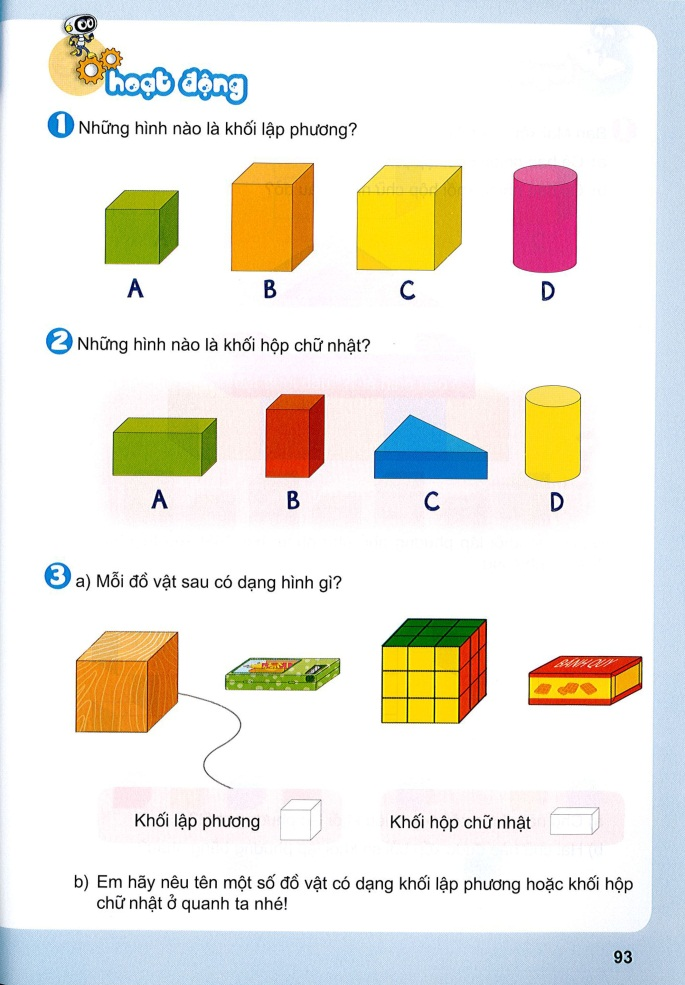 hoạt động
1 Những hình nào là khối lập phương?
A B C D
2 Những hình nào là khối hộp chữ nhật?
A B C D
3 a) Mỗi đồ vật sau có dạng hình gì?
BÁNH QUY
Khối lập phương
Khối hộp chữ nhật
b) Em hãy nêu tên một số đồ vật có dạng khối lập phương hoặc khối hộp
chữ nhật ở quanh ta nhé!
93